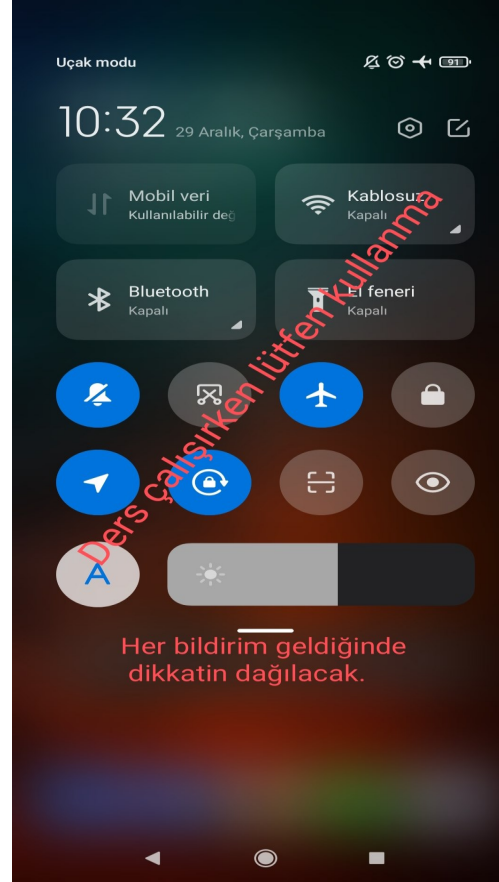 Uçak modu
91
10:32 29 Aralık, Çarşamba
Mobil veri
Kullanılabilir değ
Kablosuz
Kapalı
Bluetooth
Kapalı
El feneri
Kapalı
Ders çalışırken lütfen kullanma
A
Her bildirim geldiğinde
dikkatin dağılacak.